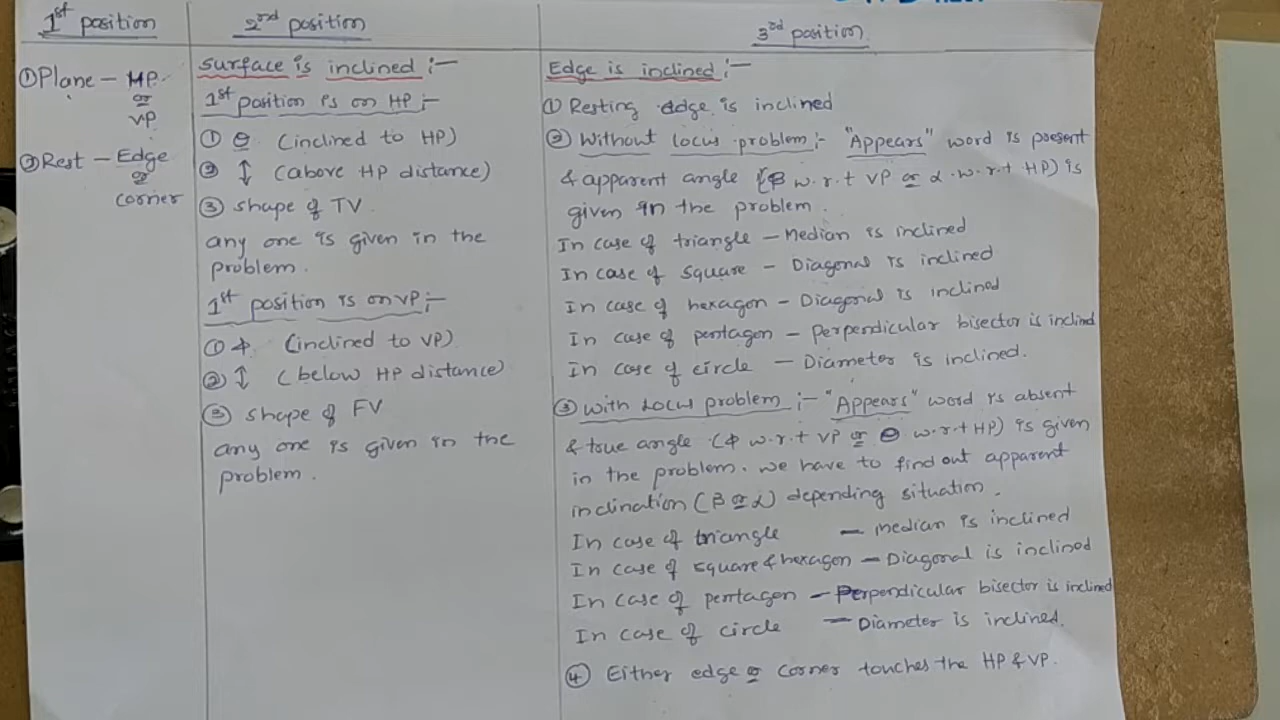 1st position
2nd position
3rd position
① Plane - HP
or
VP
② Rest - Edge
or
corner
surface is inclined :-
1st position is on HP :-
① θ (inclined to HP)
② ↕ (above HP distance)
③ shape of TV
any one is given in the
problem.
1st position is on VP :-
① ϕ (inclined to VP)
② ↕ (below HP distance)
③ shape of FV
any one is given in the
problem.
Edge is inclined :-
① Resting edge is inclined
② Without locus problem :- "Appears" word is present
& apparent angle (β w.r.t VP or α w.r.t HP) is
given in the problem.
In case of triangle - Median is inclined
In case of square - Diagonal is inclined
In case of hexagon - Diagonal is inclined
In case of pentagon - Perpendicular bisector is inclined
In case of circle - Diameter is inclined.
③ With Locus problem :- "Appears" word is absent
& true angle (ϕ w.r.t VP or θ w.r.t HP) is given
in the problem. we have to find out apparent
inclination (β or α) depending situation.
In case of triangle - median is inclined
In case of square & hexagon - Diagonal is inclined
In case of pentagon - Perpendicular bisector is inclined
In case of circle - Diameter is inclined.
④ Either edge or corner touches the HP & VP.